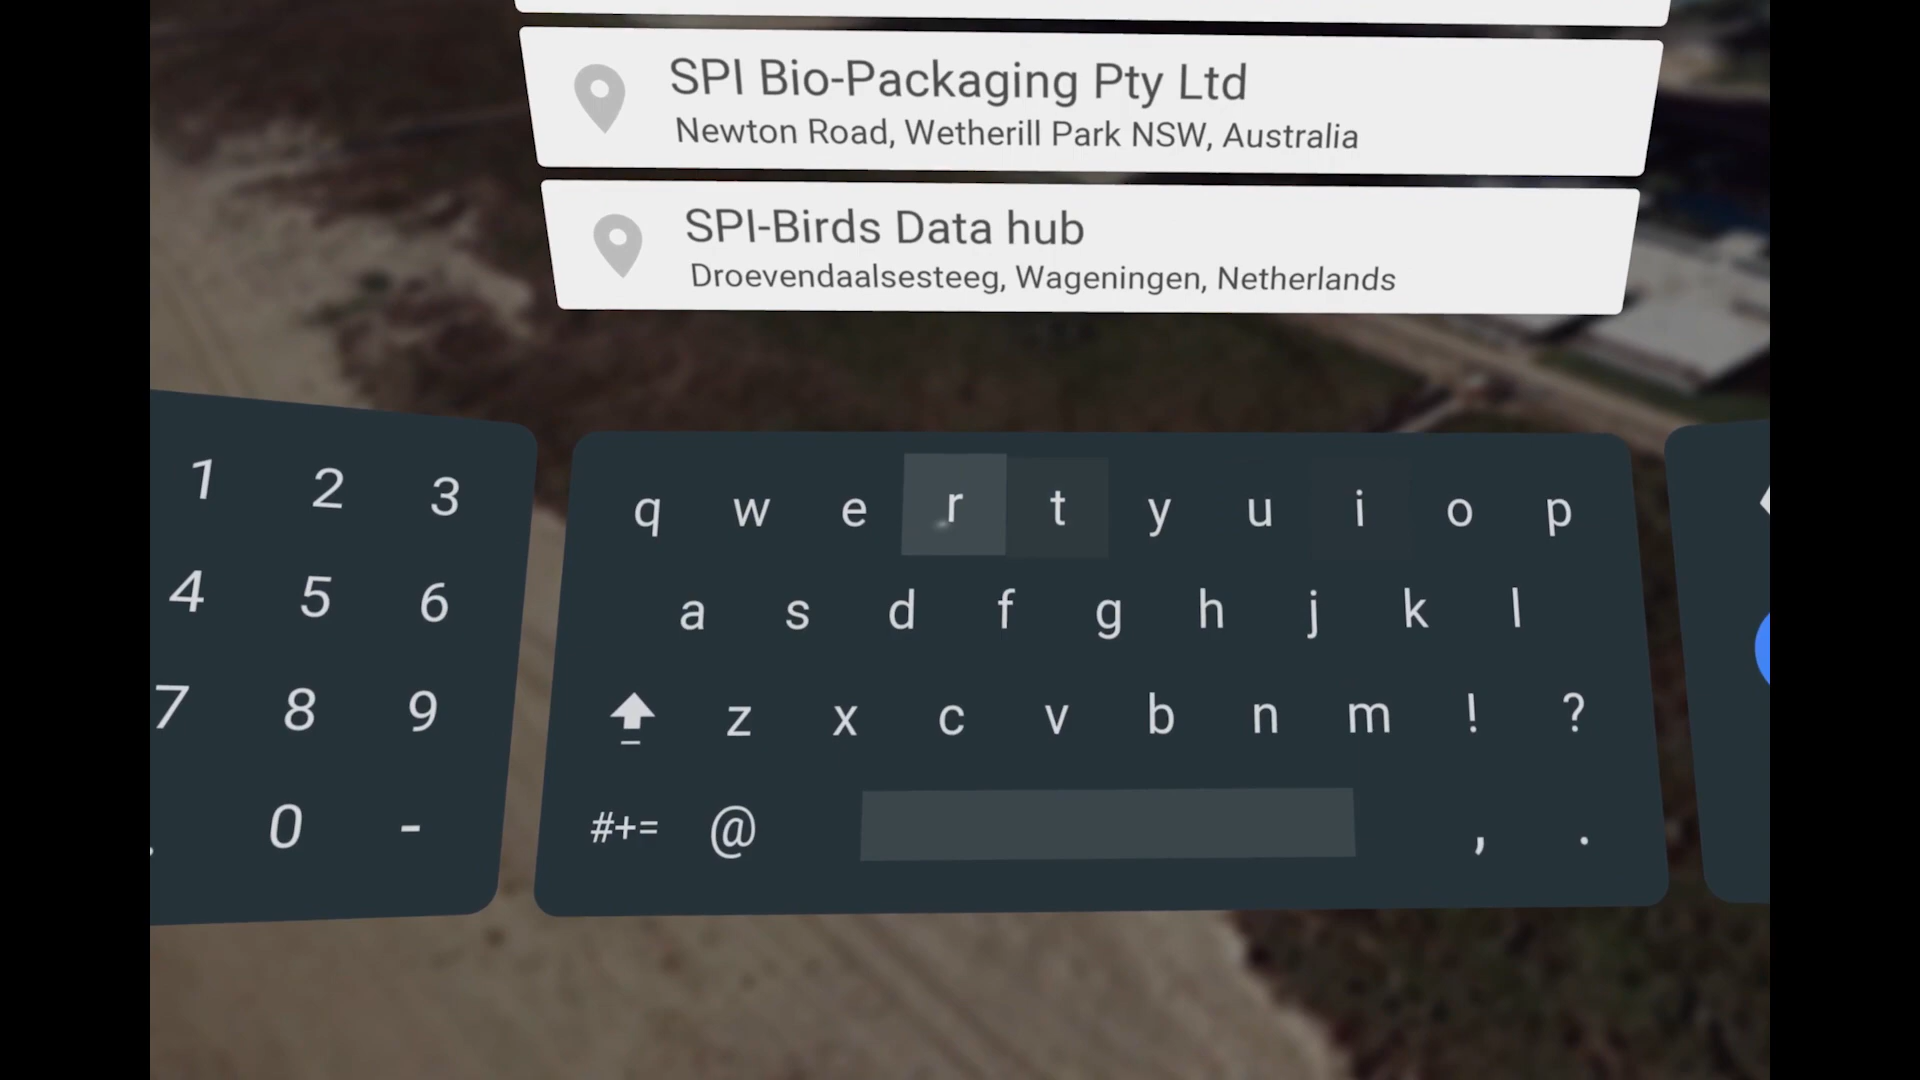 SPI Bio-Packaging Pty Ltd
Newton Road, Wetherill Park NSW, Australia
SPI-Birds Data hub
Droevendaalsesteeg, Wageningen, Netherlands
1 2 3
q w e r t y u i o p
4 5 6
a s d f g h j k l
7 8 9
z x c v b n m ! ?
. 0 -
#+= @ , .